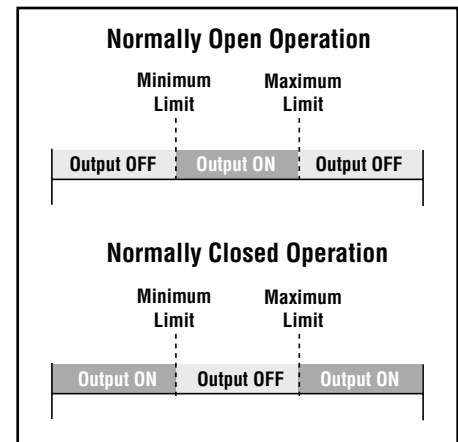 Normally Open Operation
Minimum Maximum
Limit Limit
Output OFF Output ON Output OFF
Normally Closed Operation
Minimum Maximum
Limit Limit
Output ON Output OFF Output ON